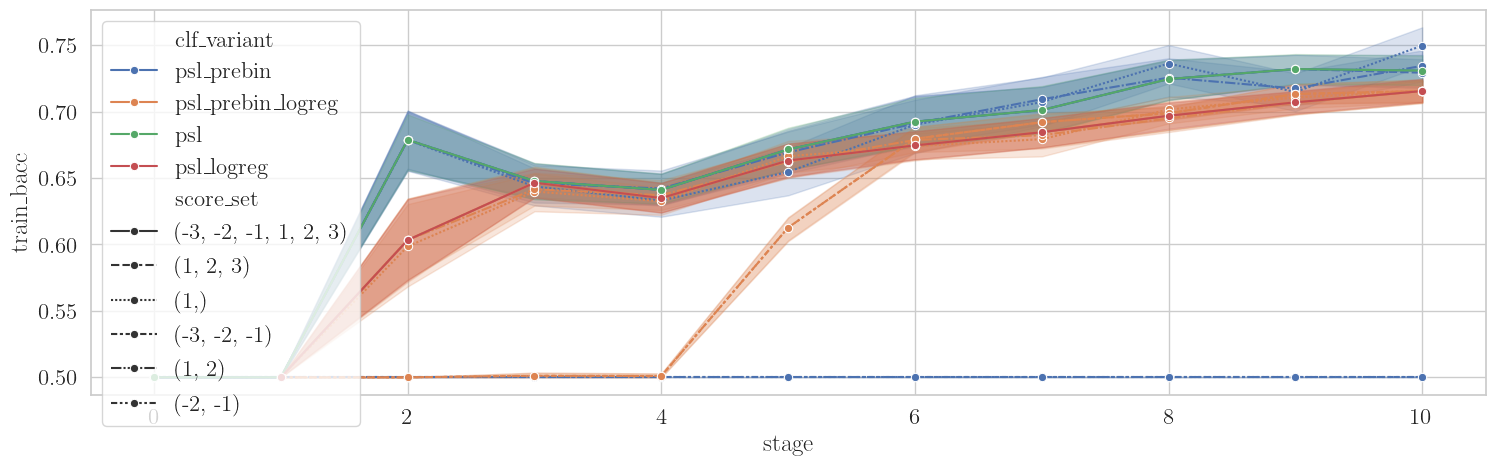 clf_variant
psl_prebin
psl_prebin_logreg
psl
psl_logreg
score_set
(-3, -2, -1, 1, 2, 3)
(1, 2, 3)
(1,)
(-3, -2, -1)
(1, 2)
(-2, -1)
train_bacc
0.75
0.70
0.65
0.60
0.55
0.50
0 2 4 6 8 10
stage